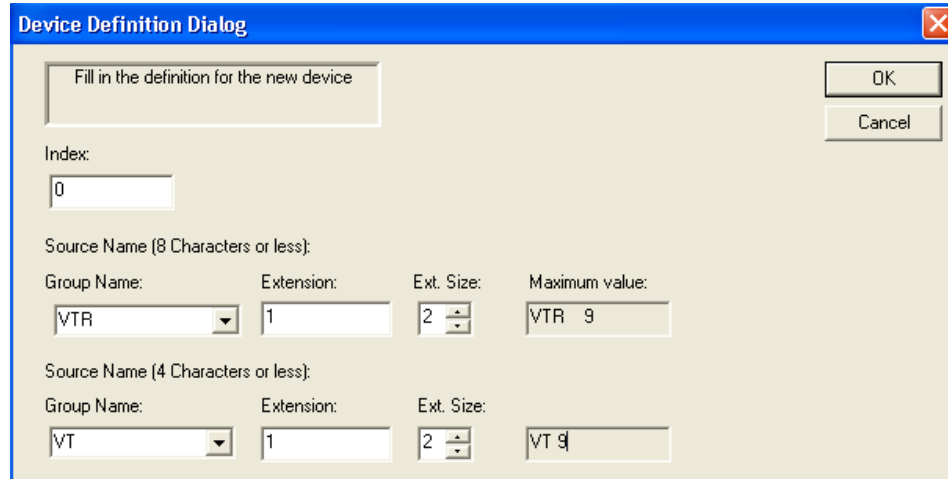 Device Definition Dialog
Fill in the definition for the new device
OK
Cancel
Index:
0
Source Name (8 Characters or less):
Group Name: Extension: Ext. Size: Maximum value:
VTR 1 2 VTR 9
Source Name (4 Characters or less):
Group Name: Extension: Ext. Size:
VT 1 2 VT 9